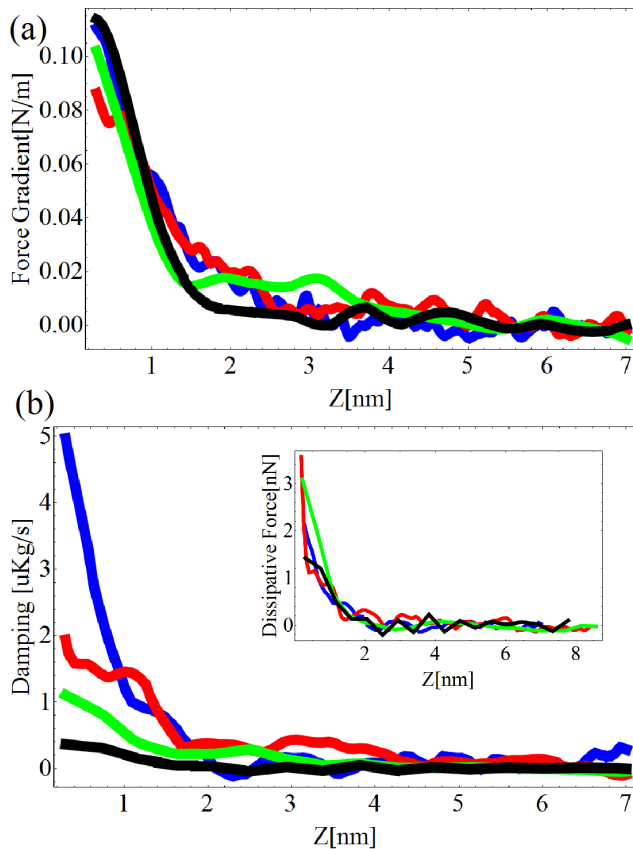 (a)
Force Gradient[N/m]
0.10
0.08
0.06
0.04
0.02
0.00
1 2 3 4 5 6 7
Z[nm]
(b)
Damping [uKg/s]
5
4
3
2
1
0
1 2 3 4 5 6 7
Z[nm]
Dissipative Force[nN]
3
2
1
0
2 4 6 8
Z[nm]